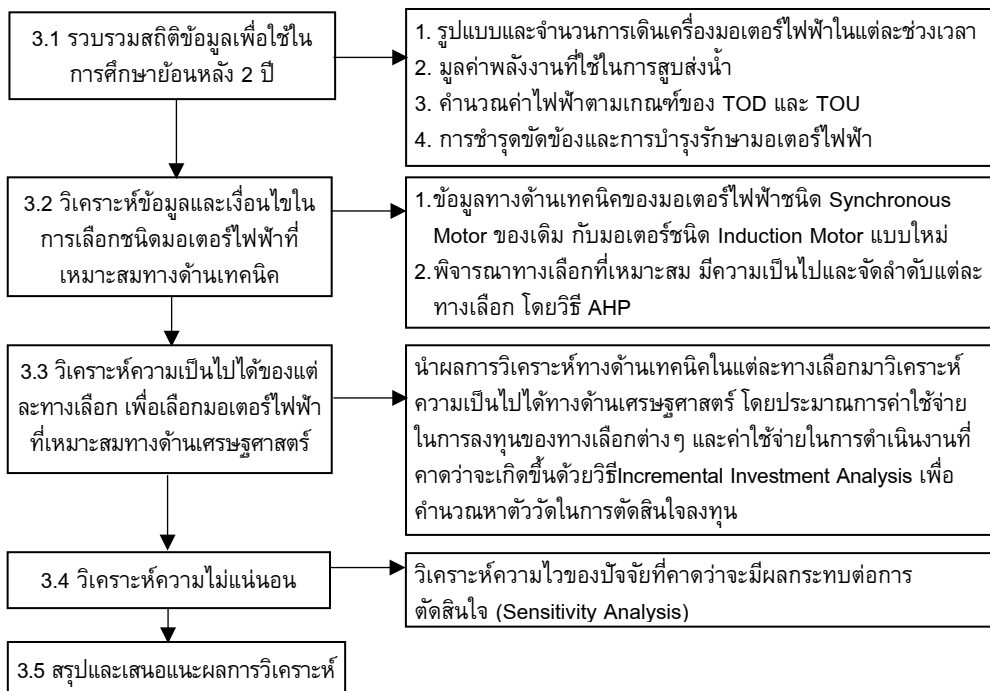 3.1 รวบรวมสถิติข้อมูลเพื่อใช้ใน
การศึกษาย้อนหลัง 2 ปี
1. รูปแบบและจำนวนการเดินเครื่องมอเตอร์ไฟฟ้าในแต่ละช่วงเวลา
2. มูลค่าพลังงานที่ใช้ในการสูบส่งน้ำ
3. คำนวณค่าไฟฟ้าตามเกณฑ์ของ TOD และ TOU
4. การชำรุดขัดข้องและการบำรุงรักษามอเตอร์ไฟฟ้า
3.2 วิเคราะห์ข้อมูลและเงื่อนไขใน
การเลือกชนิดมอเตอร์ไฟฟ้าที่
เหมาะสมทางด้านเทคนิค
1.ข้อมูลทางด้านเทคนิคของมอเตอร์ไฟฟ้าชนิด Synchronous
Motor ของเดิม กับมอเตอร์ชนิด Induction Motor แบบใหม่
2.พิจารณาทางเลือกที่เหมาะสม มีความเป็นไปและจัดลำดับแต่ละ
ทางเลือก โดยวิธี AHP
3.3 วิเคราะห์ความเป็นไปได้ของแต่
ละทางเลือก เพื่อเลือกมอเตอร์ไฟฟ้า
ที่เหมาะสมทางด้านเศรษฐศาสตร์
นำผลการวิเคราะห์ทางด้านเทคนิคในแต่ละทางเลือกมาวิเคราะห์
ความเป็นไปได้ทางด้านเศรษฐศาสตร์ โดยประมาณการค่าใช้จ่าย
ในการลงทุนของทางเลือกต่างๆ และค่าใช้จ่ายในการดำเนินงานที่
คาดว่าจะเกิดขึ้นด้วยวิธีIncremental Investment Analysis เพื่อ
คำนวณหาตัววัดในการตัดสินใจลงทุน
3.4 วิเคราะห์ความไม่แน่นอน
วิเคราะห์ความไวของปัจจัยที่คาดว่าจะมีผลกระทบต่อการ
ตัดสินใจ (Sensitivity Analysis)
3.5 สรุปและเสนอแนะผลการวิเคราะห์